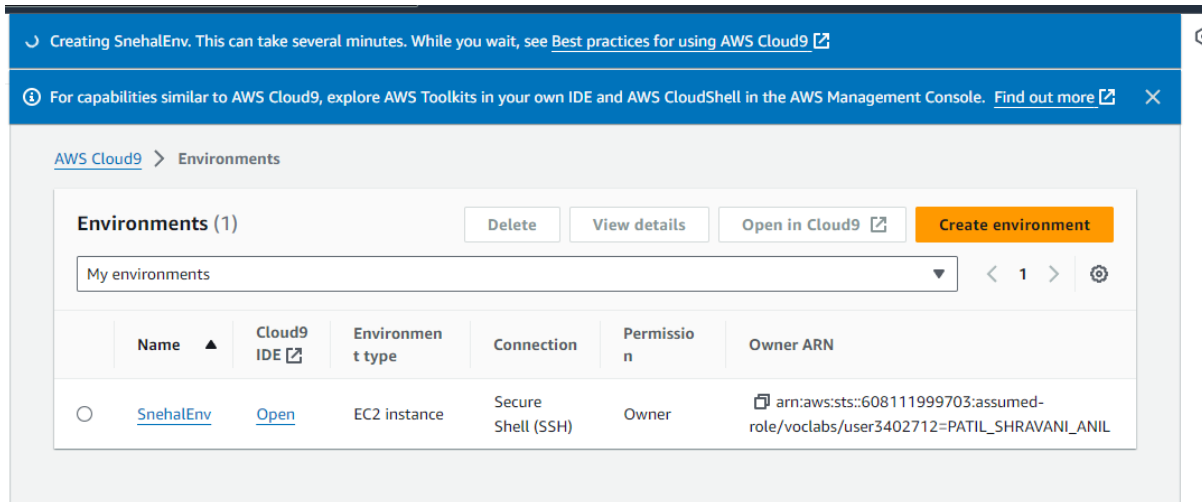 Creating SnehalEnv. This can take several minutes. While you wait, see Best practices for using AWS Cloud9
For capabilities similar to AWS Cloud9, explore AWS Toolkits in your own IDE and AWS CloudShell in the AWS Management Console. Find out more
AWS Cloud9 > Environments
Environments (1) Delete View details Open in Cloud9 Create environment
My environments 1
Name Cloud9 IDE Environmen t type Connection Permissio n Owner ARN
SnehalEnv Open EC2 instance Secure Shell (SSH) Owner arn:aws:sts::608111999703:assumed-
role/voclabs/user3402712=PATIL_SHRAVANI_ANIL